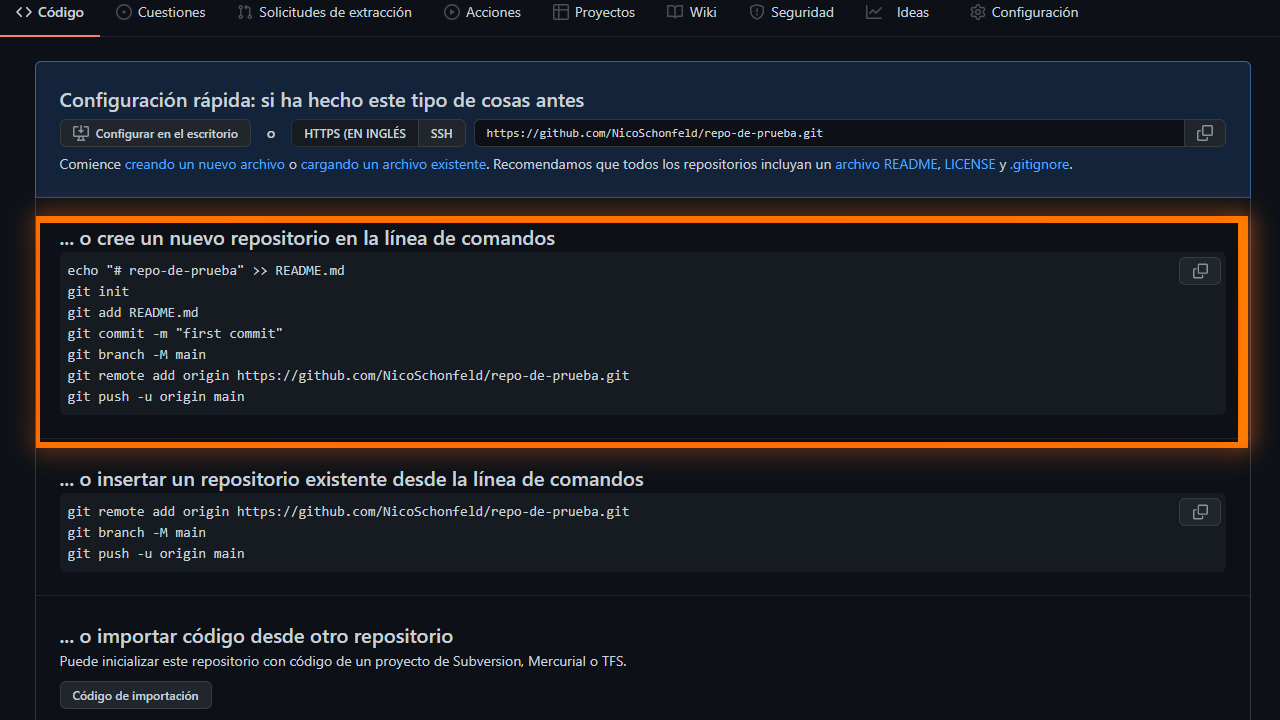 Código Cuestiones Solicitudes de extracción Acciones Proyectos Wiki Seguridad Ideas Configuración
Configuración rápida: si ha hecho este tipo de cosas antes
Configurar en el escritorio o HTTPS (EN INGLÉS SSH https://github.com/NicoSchonfeld/repo-de-prueba.git
Comience creando un nuevo archivo o cargando un archivo existente. Recomendamos que todos los repositorios incluyan un archivo README, LICENSE y .gitignore.
... o cree un nuevo repositorio en la línea de comandos
echo "# repo-de-prueba" >> README.md
git init
git add README.md
git commit -m "first commit"
git branch -M main
git remote add origin https://github.com/NicoSchonfeld/repo-de-prueba.git
git push -u origin main
... o insertar un repositorio existente desde la línea de comandos
git remote add origin https://github.com/NicoSchonfeld/repo-de-prueba.git
git branch -M main
git push -u origin main
... o importar código desde otro repositorio
Puede inicializar este repositorio con código de un proyecto de Subversion, Mercurial o TFS.
Código de importación